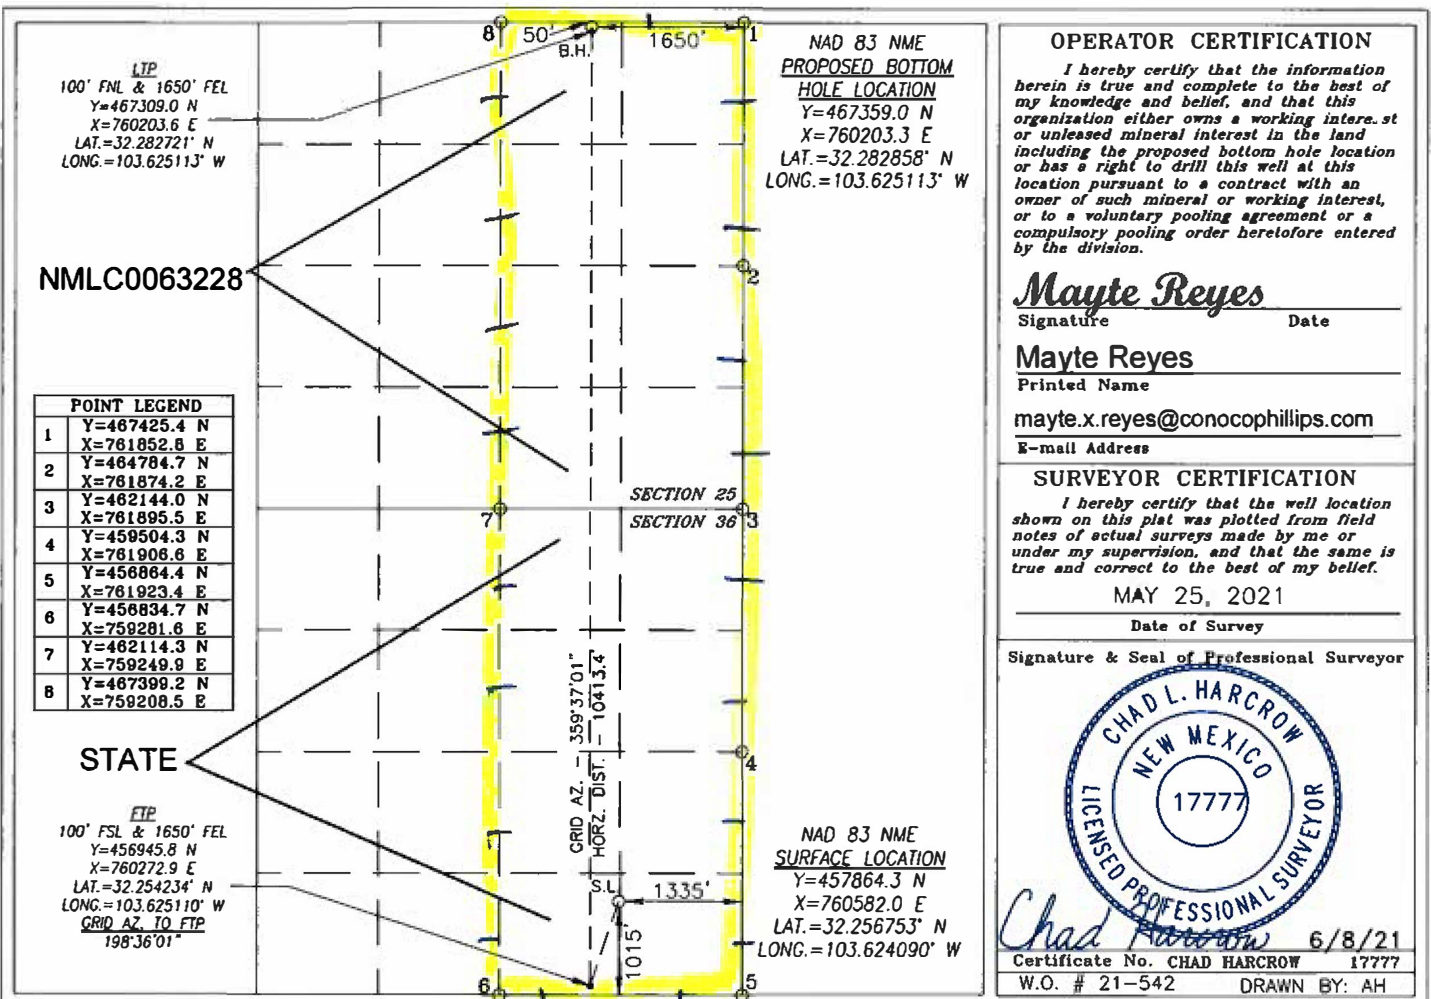 LTP
100' FNL & 1650' FEL
Y=467309.0 N
X=760203.6 E
LAT.=32.282721° N
LONG.=103.625113° W
NMLC0063228
POINT LEGEND
1 Y=467425.4 N
X=761852.8 E
2 Y=464784.7 N
X=761874.2 E
3 Y=462144.0 N
X=761895.5 E
4 Y=459504.3 N
X=761906.6 E
5 Y=456864.4 N
X=761923.4 E
6 Y=456834.7 N
X=759281.6 E
7 Y=462114.3 N
X=759249.9 E
8 Y=467399.2 N
X=759208.5 E
STATE
FTP
100' FSL & 1650' FEL
Y=456945.8 N
X=760272.9 E
LAT.=32.254234° N
LONG.=103.625110° W
GRID AZ. TO FTP
198°36'01"
8
50'
B.H.
1650'
1
2
SECTION 25
7
3
SECTION 36
GRID AZ. - 359°37'01"
HORZ. DIST. - 10413.4'
4
S.L.
1335'
1015'
6
5
NAD 83 NME
PROPOSED BOTTOM
HOLE LOCATION
Y=467359.0 N
X=760203.3 E
LAT.=32.282858° N
LONG.=103.625113° W
NAD 83 NME
SURFACE LOCATION
Y=457864.3 N
X=760582.0 E
LAT.=32.256753° N
LONG.=103.624090° W
OPERATOR CERTIFICATION
I hereby certify that the information
herein is true and complete to the best of
my knowledge and belief, and that this
organization either owns a working intere.st
or unleased mineral interest in the land
including the proposed bottom hole location
or has a right to drill this well at this
location pursuant to a contract with an
owner of such mineral or working interest,
or to a voluntary pooling agreement or a
compulsory pooling order heretofore entered
by the division.
Mayte Reyes
Signature Date
Mayte Reyes
Printed Name
mayte.x.reyes@conocophillips.com
E-mail Address
SURVEYOR CERTIFICATION
I hereby certify that the well location
shown on this plat was plotted from field
notes of actual surveys made by me or
under my supervision, and that the same is
true and correct to the best of my belief.
MAY 25, 2021
Date of Survey
Signature & Seal of Professional Surveyor
CHAD L. HARCROW
NEW MEXICO
17777
LICENSED PROFESSIONAL SURVEYOR
Chad Harcrow 6/8/21
Certificate No. CHAD HARCROW 17777
W.O. # 21-542 DRAWN BY: AH